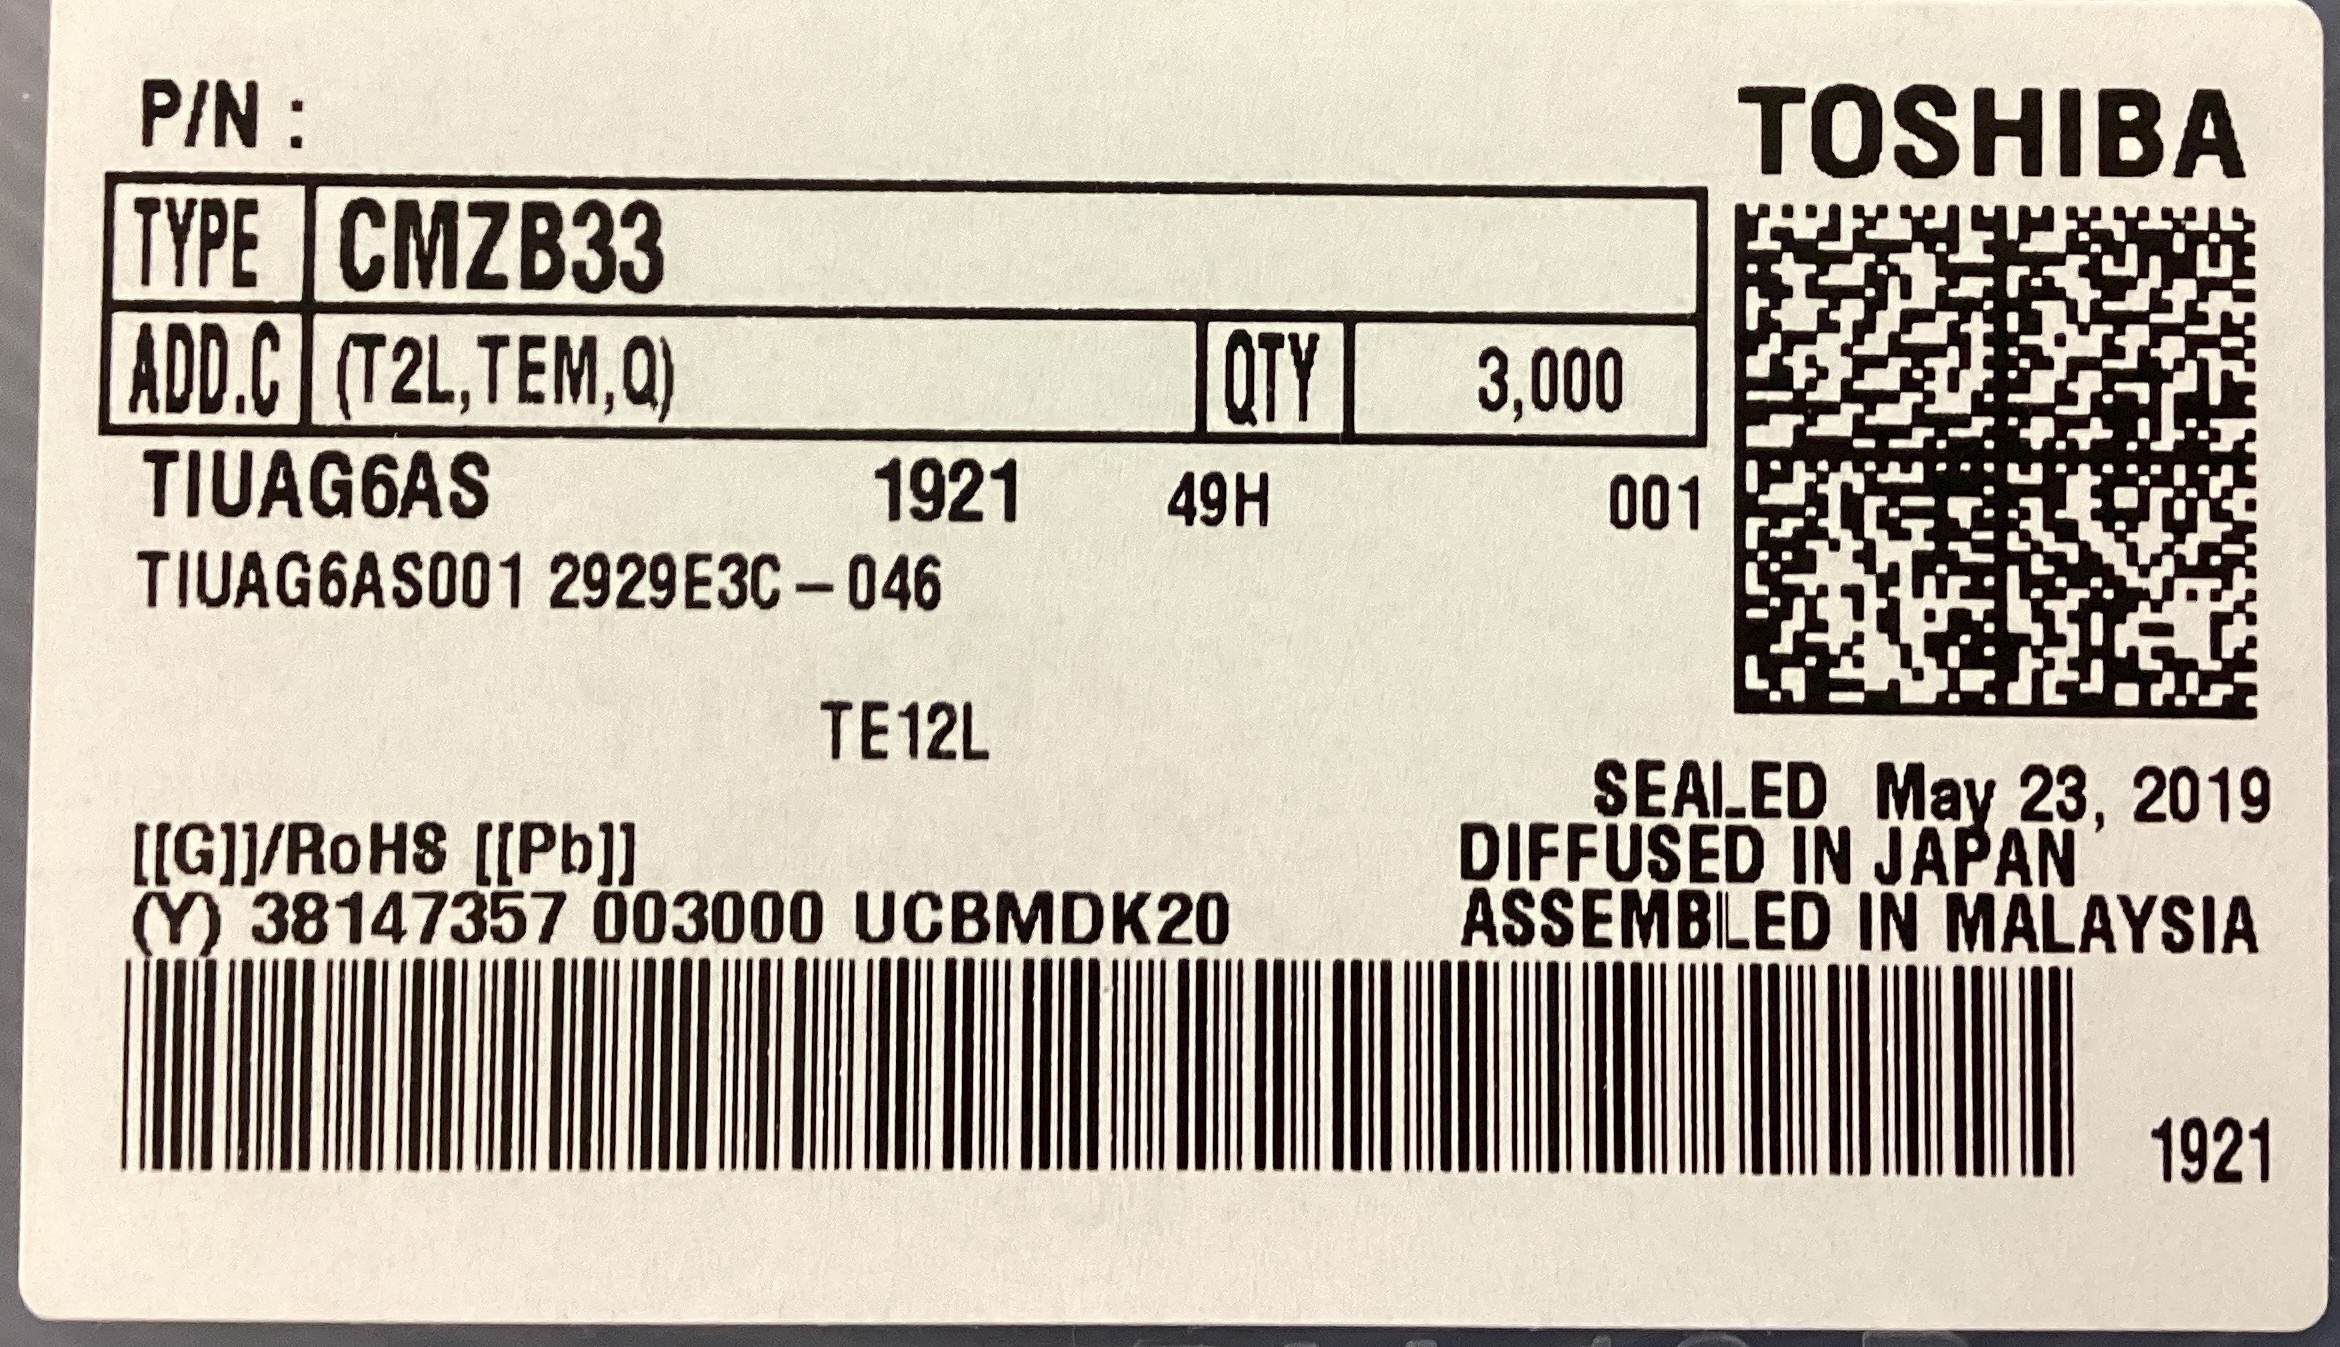 P/N :
TOSHIBA
TYPE CMZB33
ADD.C (T2L,TEM,Q) QTY 3,000
TIUAG6AS 1921 49H 001
TIUAG6AS001 2929E3C-046
TE12L
SEALED May 23, 2019
[[G]]/RoHS [[Pb]]
DIFFUSED IN JAPAN
(Y) 38147357 003000 UCBMDK20
ASSEMBLED IN MALAYSIA
1921